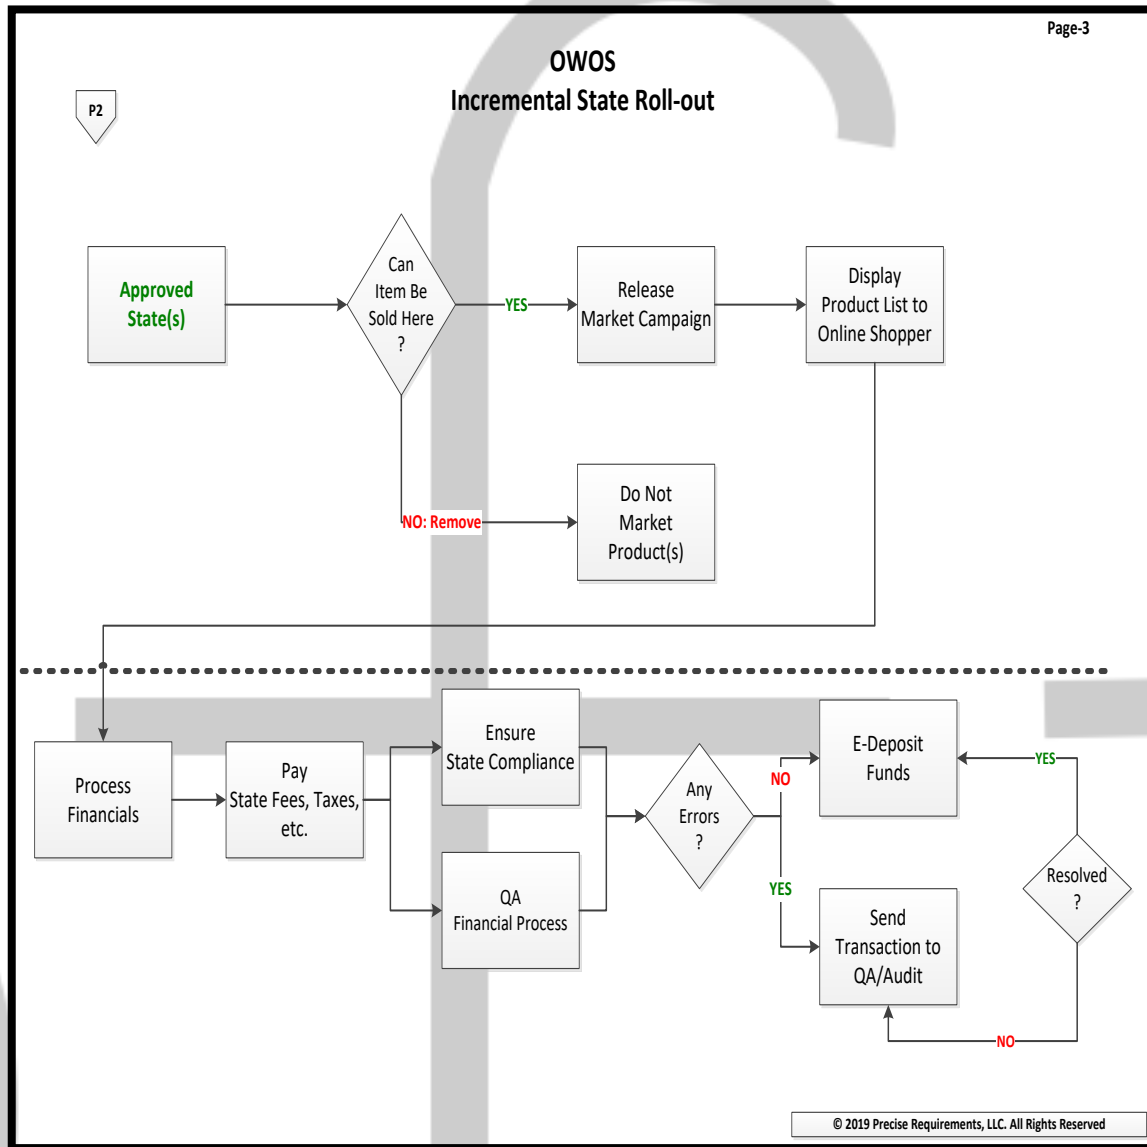 Page-3
OWOS
Incremental State Roll-out
P2
Approved
State(s)
Can
Item Be
Sold Here
?
YES
Release
Market Campaign
Display
Product List to
Online Shopper
NO: Remove
Do Not
Market
Product(s)
Process
Financials
Pay
State Fees, Taxes,
etc.
Ensure
State Compliance
QA
Financial Process
Any
Errors
?
NO
E-Deposit
Funds
YES
Send
Transaction to
QA/Audit
YES
Resolved
?
NO
© 2019 Precise Requirements, LLC. All Rights Reserved